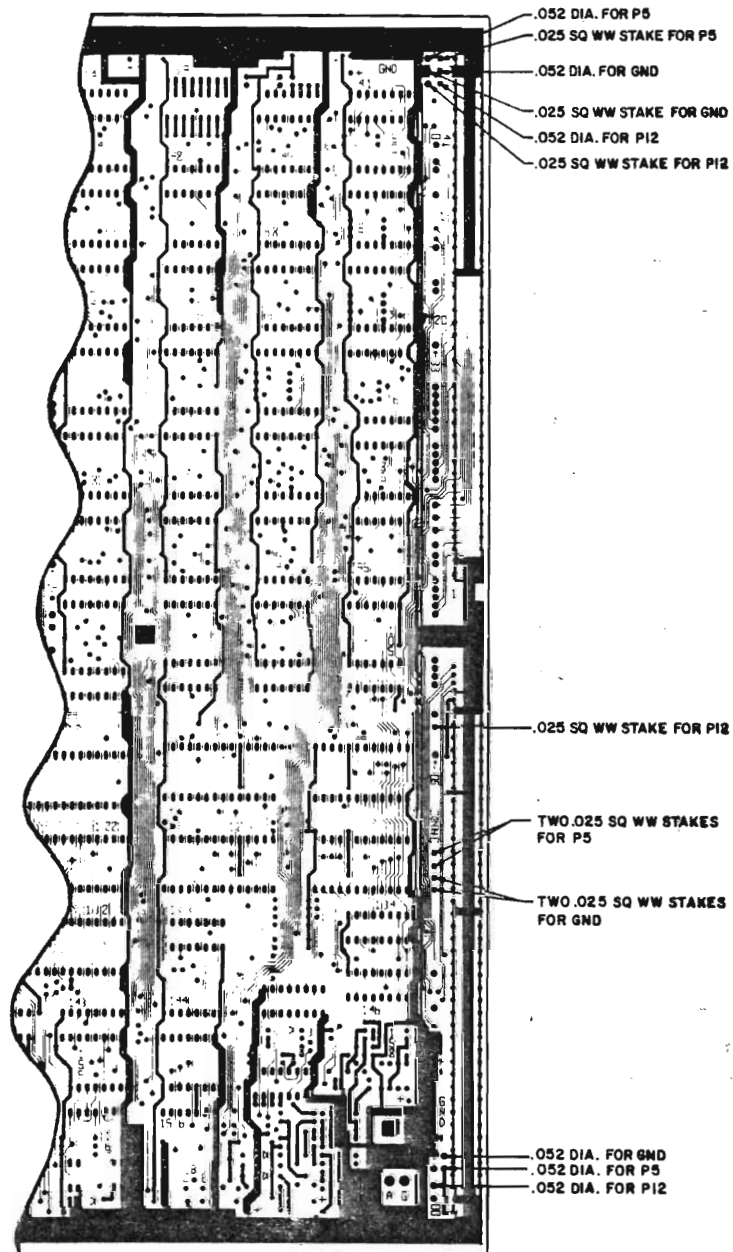 .052 DIA. FOR P5
.025 SQ WW STAKE FOR P5
.052 DIA. FOR GND
.025 SQ WW STAKE FOR GND
.052 DIA. FOR P12
.025 SQ WW STAKE FOR P12
GND
.025 SQ WW STAKE FOR P12
TWO .025 SQ WW STAKES
FOR P5
TWO .025 SQ WW STAKES
FOR GND
GND
.052 DIA. FOR GND
.052 DIA. FOR P5
.052 DIA. FOR P12